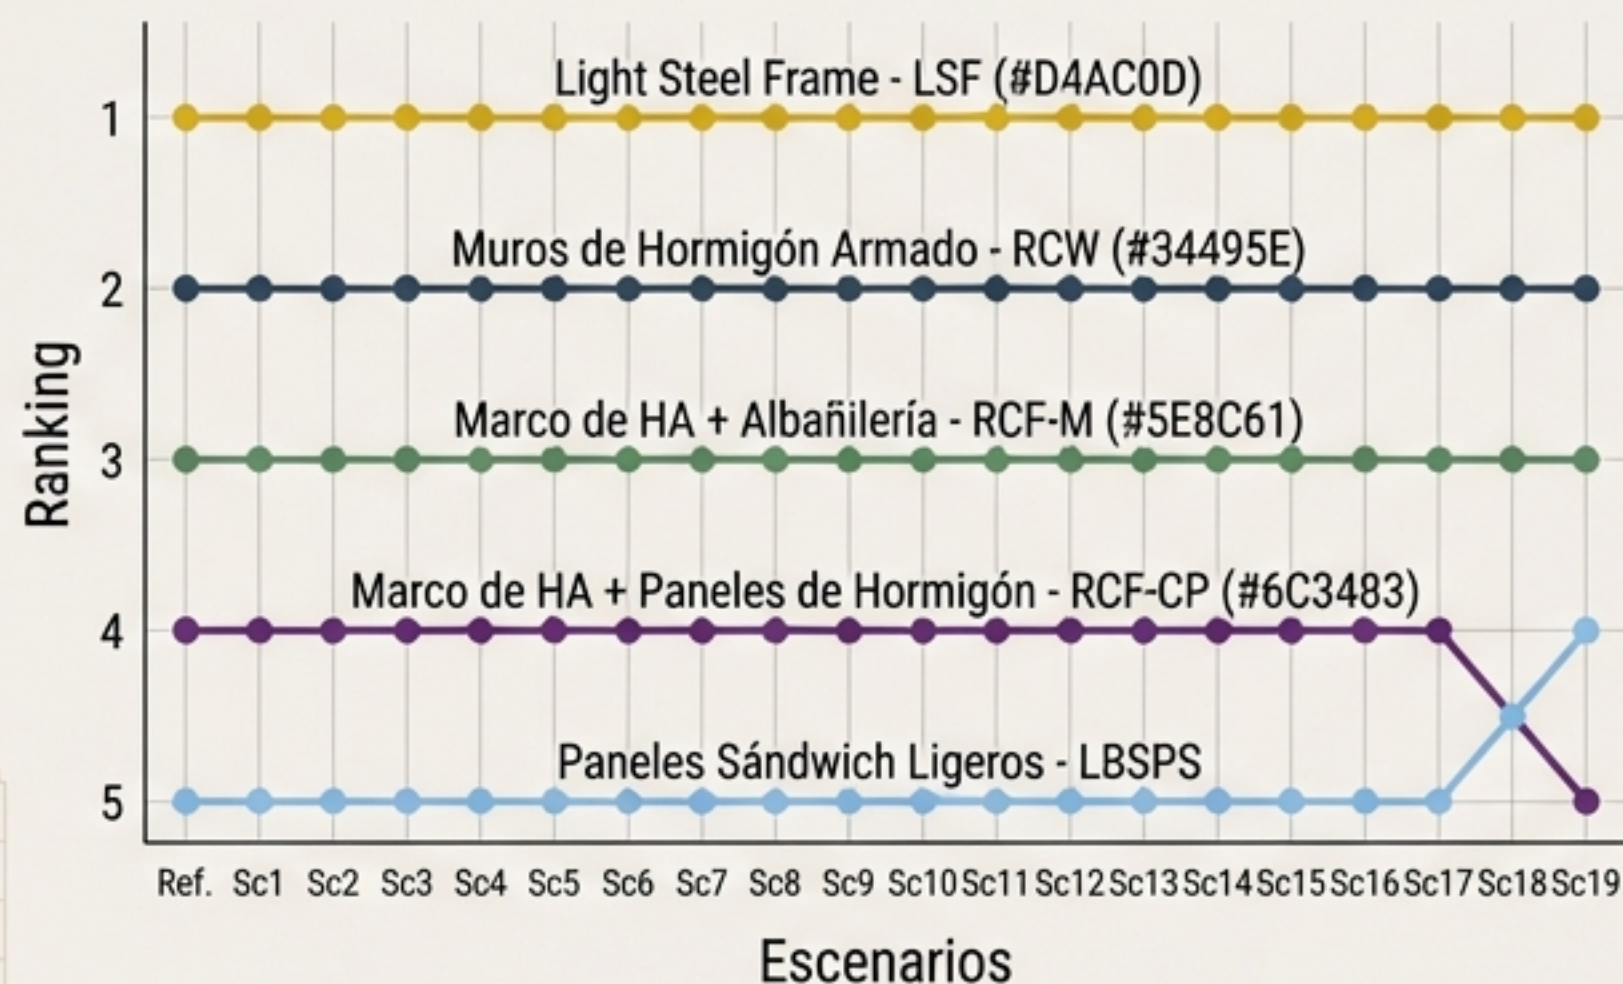 Light Steel Frame - LSF (#D4AC0D)
1
Muros de Hormigón Armado - RCW (#34495E)
2
Marco de HA + Albañilería - RCF-M (#5E8C61)
3
Ranking
Marco de HA + Paneles de Hormigón - RCF-CP (#6C3483)
4
Paneles Sándwich Ligeros - LBSPS
5
Ref. Sc1 Sc2 Sc3 Sc4 Sc5 Sc6 Sc7 Sc8 Sc9 Sc10 Sc11 Sc12 Sc13 Sc14 Sc15 Sc16 Sc17 Sc18 Sc19
Escenarios